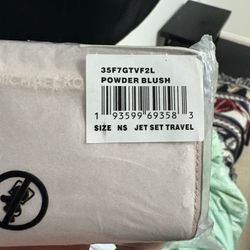 35F7GTVF2L
POWDER BLUSH
1 93599 69358 3
SIZE NS JET SET TRAVEL